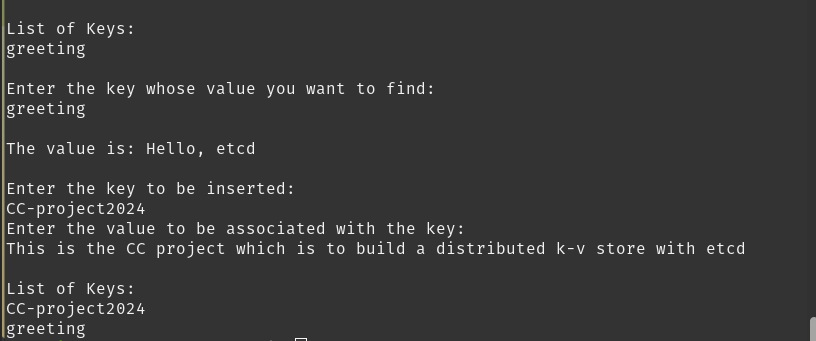 List of Keys:
greeting
Enter the key whose value you want to find:
greeting
The value is: Hello, etcd
Enter the key to be inserted:
CC-project2024
Enter the value to be associated with the key:
This is the CC project which is to build a distributed k-v store with etcd
List of Keys:
CC-project2024
greeting